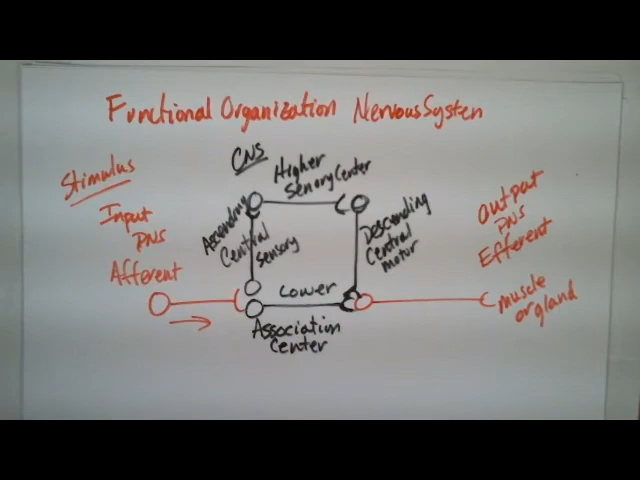 Functional Organization Nervous System
Stimulus
Input
PNS
Afferent
CNS
Higher
Senory Center
Ascending
Central
sensory
Descending
Central
motor
Lower
Association
Center
Output
PNS
Efferent
muscle
or gland